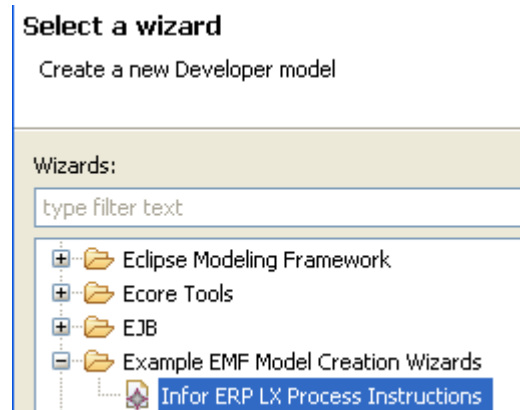 Select a wizard
Create a new Developer model
Wizards:
type filter text
Eclipse Modeling Framework
Ecore Tools
EJB
Example EMF Model Creation Wizards
Infor ERP LX Process Instructions